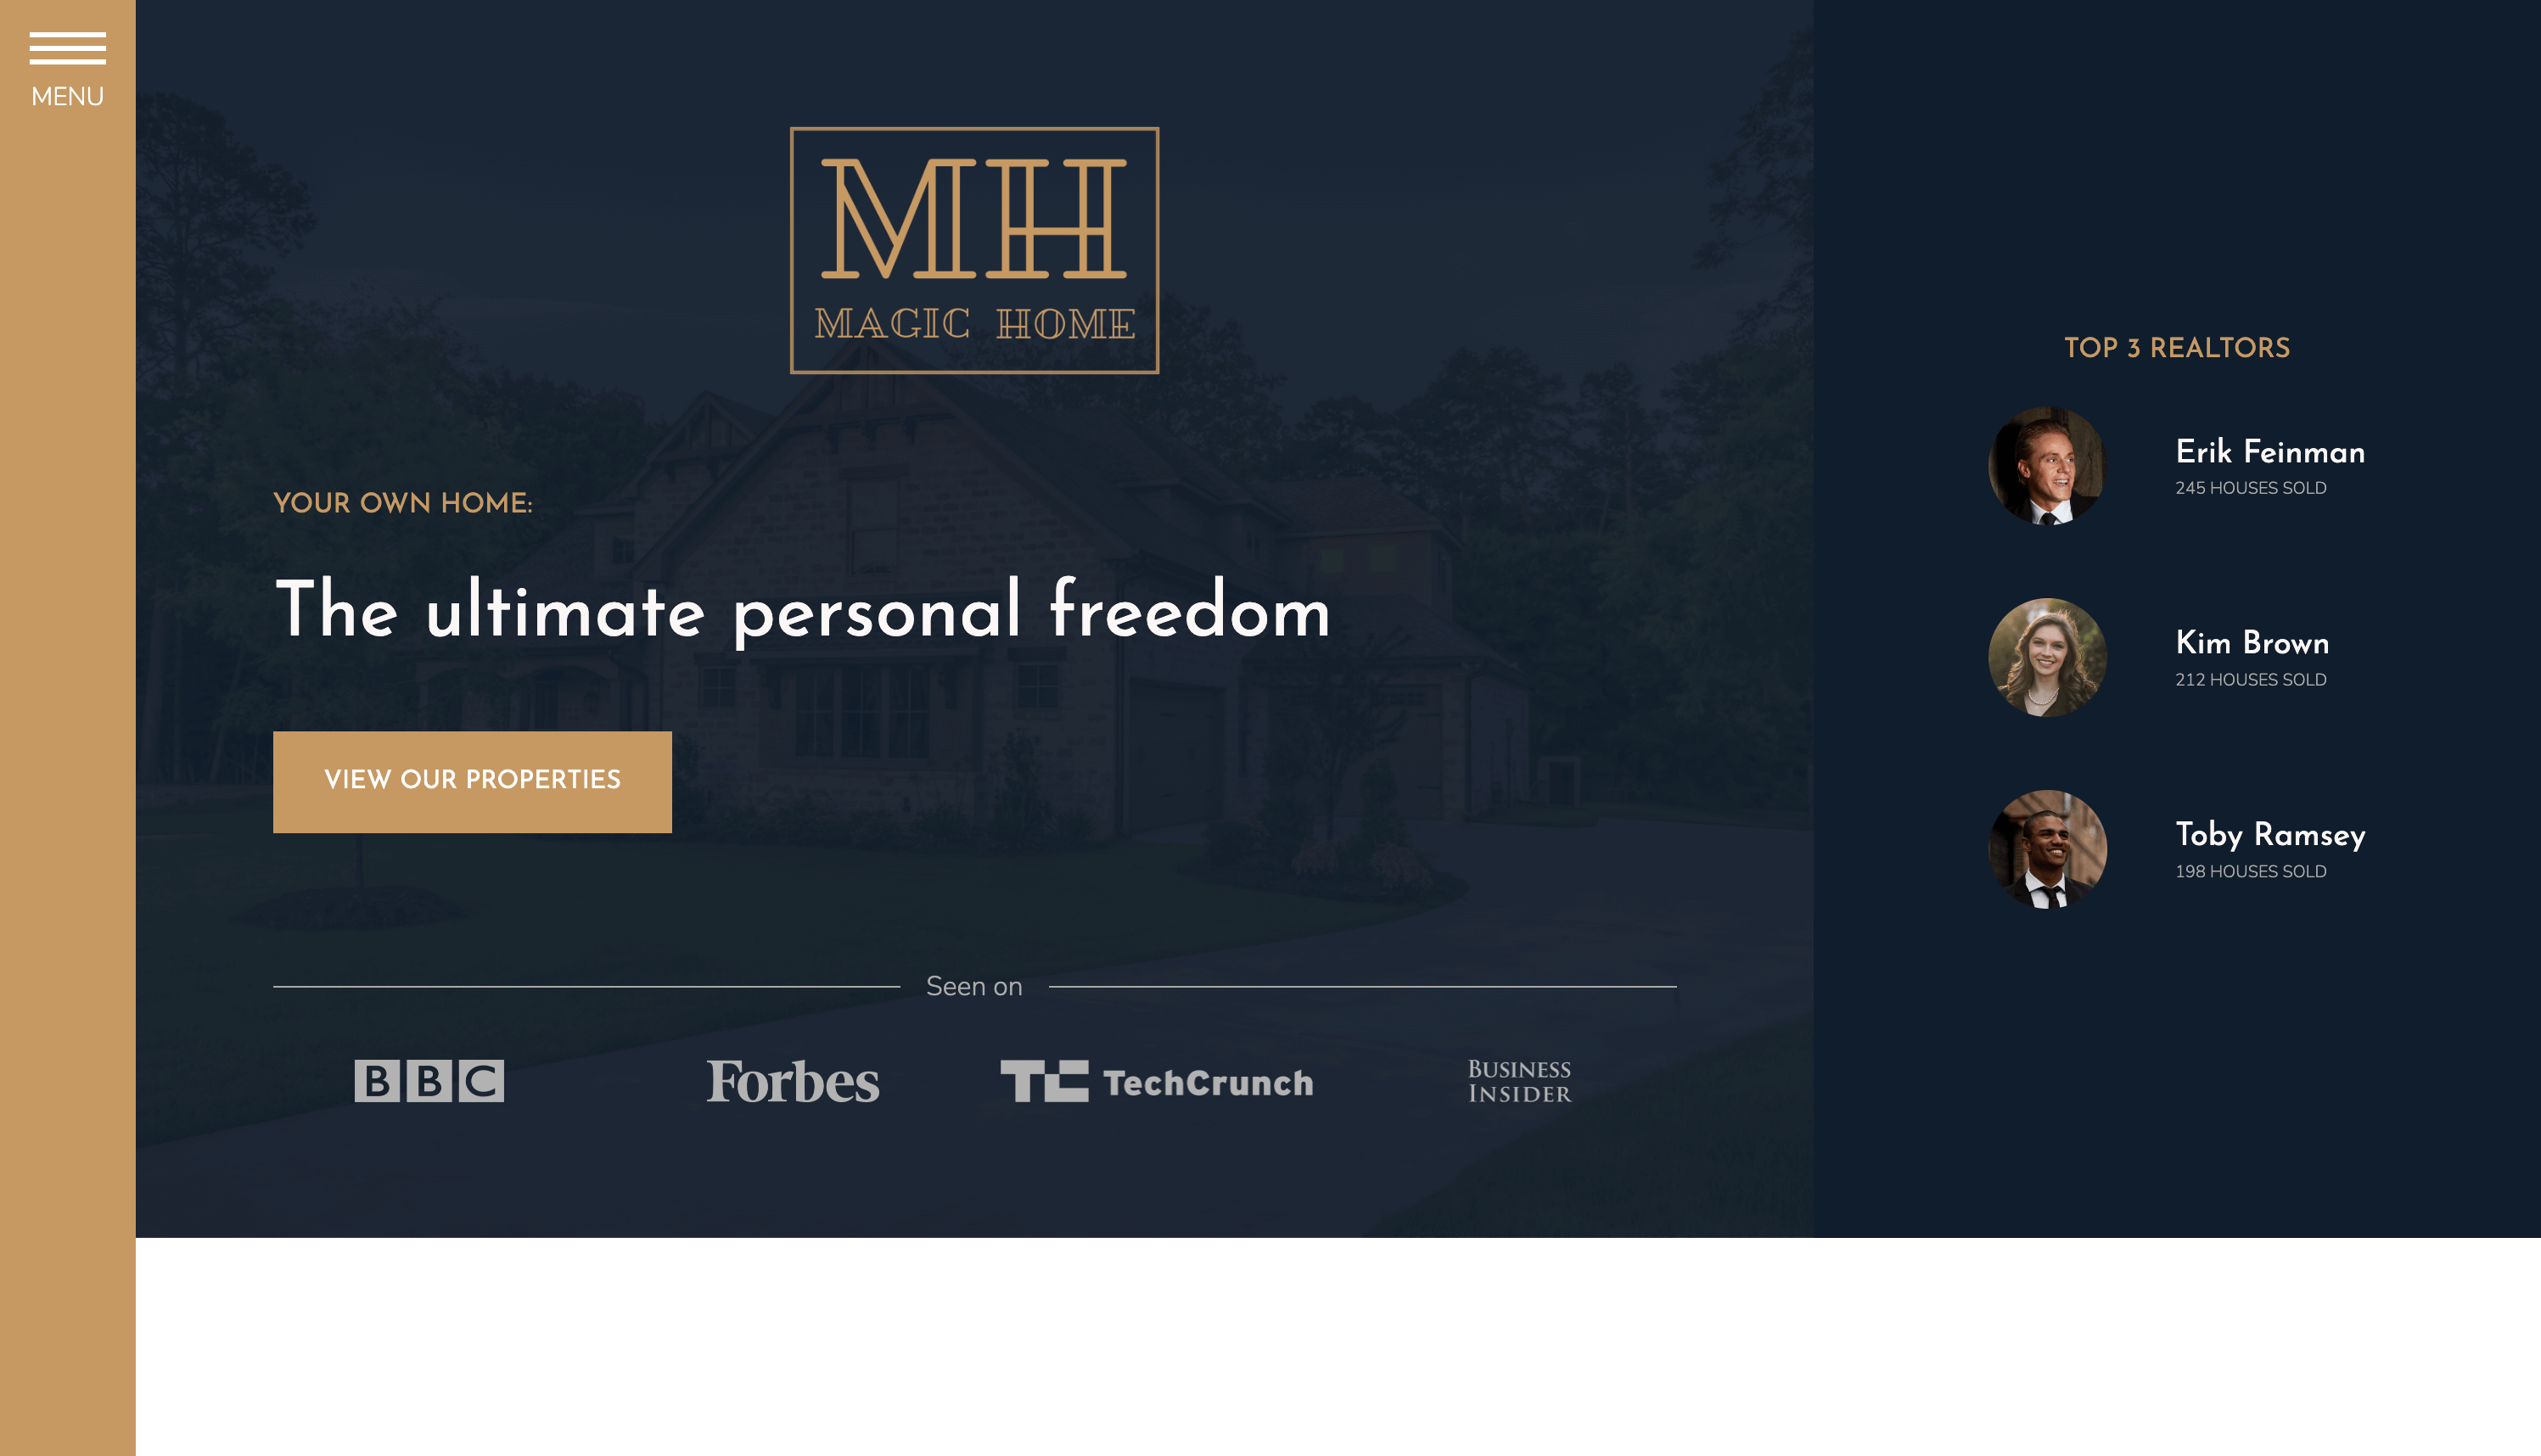 MENU
MH
MAGIC HOME
YOUR OWN HOME:
The ultimate personal freedom
VIEW OUR PROPERTIES
Seen on
BBC
Forbes
TC TechCrunch
BUSINESS
INSIDER
TOP 3 REALTORS
Erik Feinman
245 HOUSES SOLD
Kim Brown
212 HOUSES SOLD
Toby Ramsey
198 HOUSES SOLD